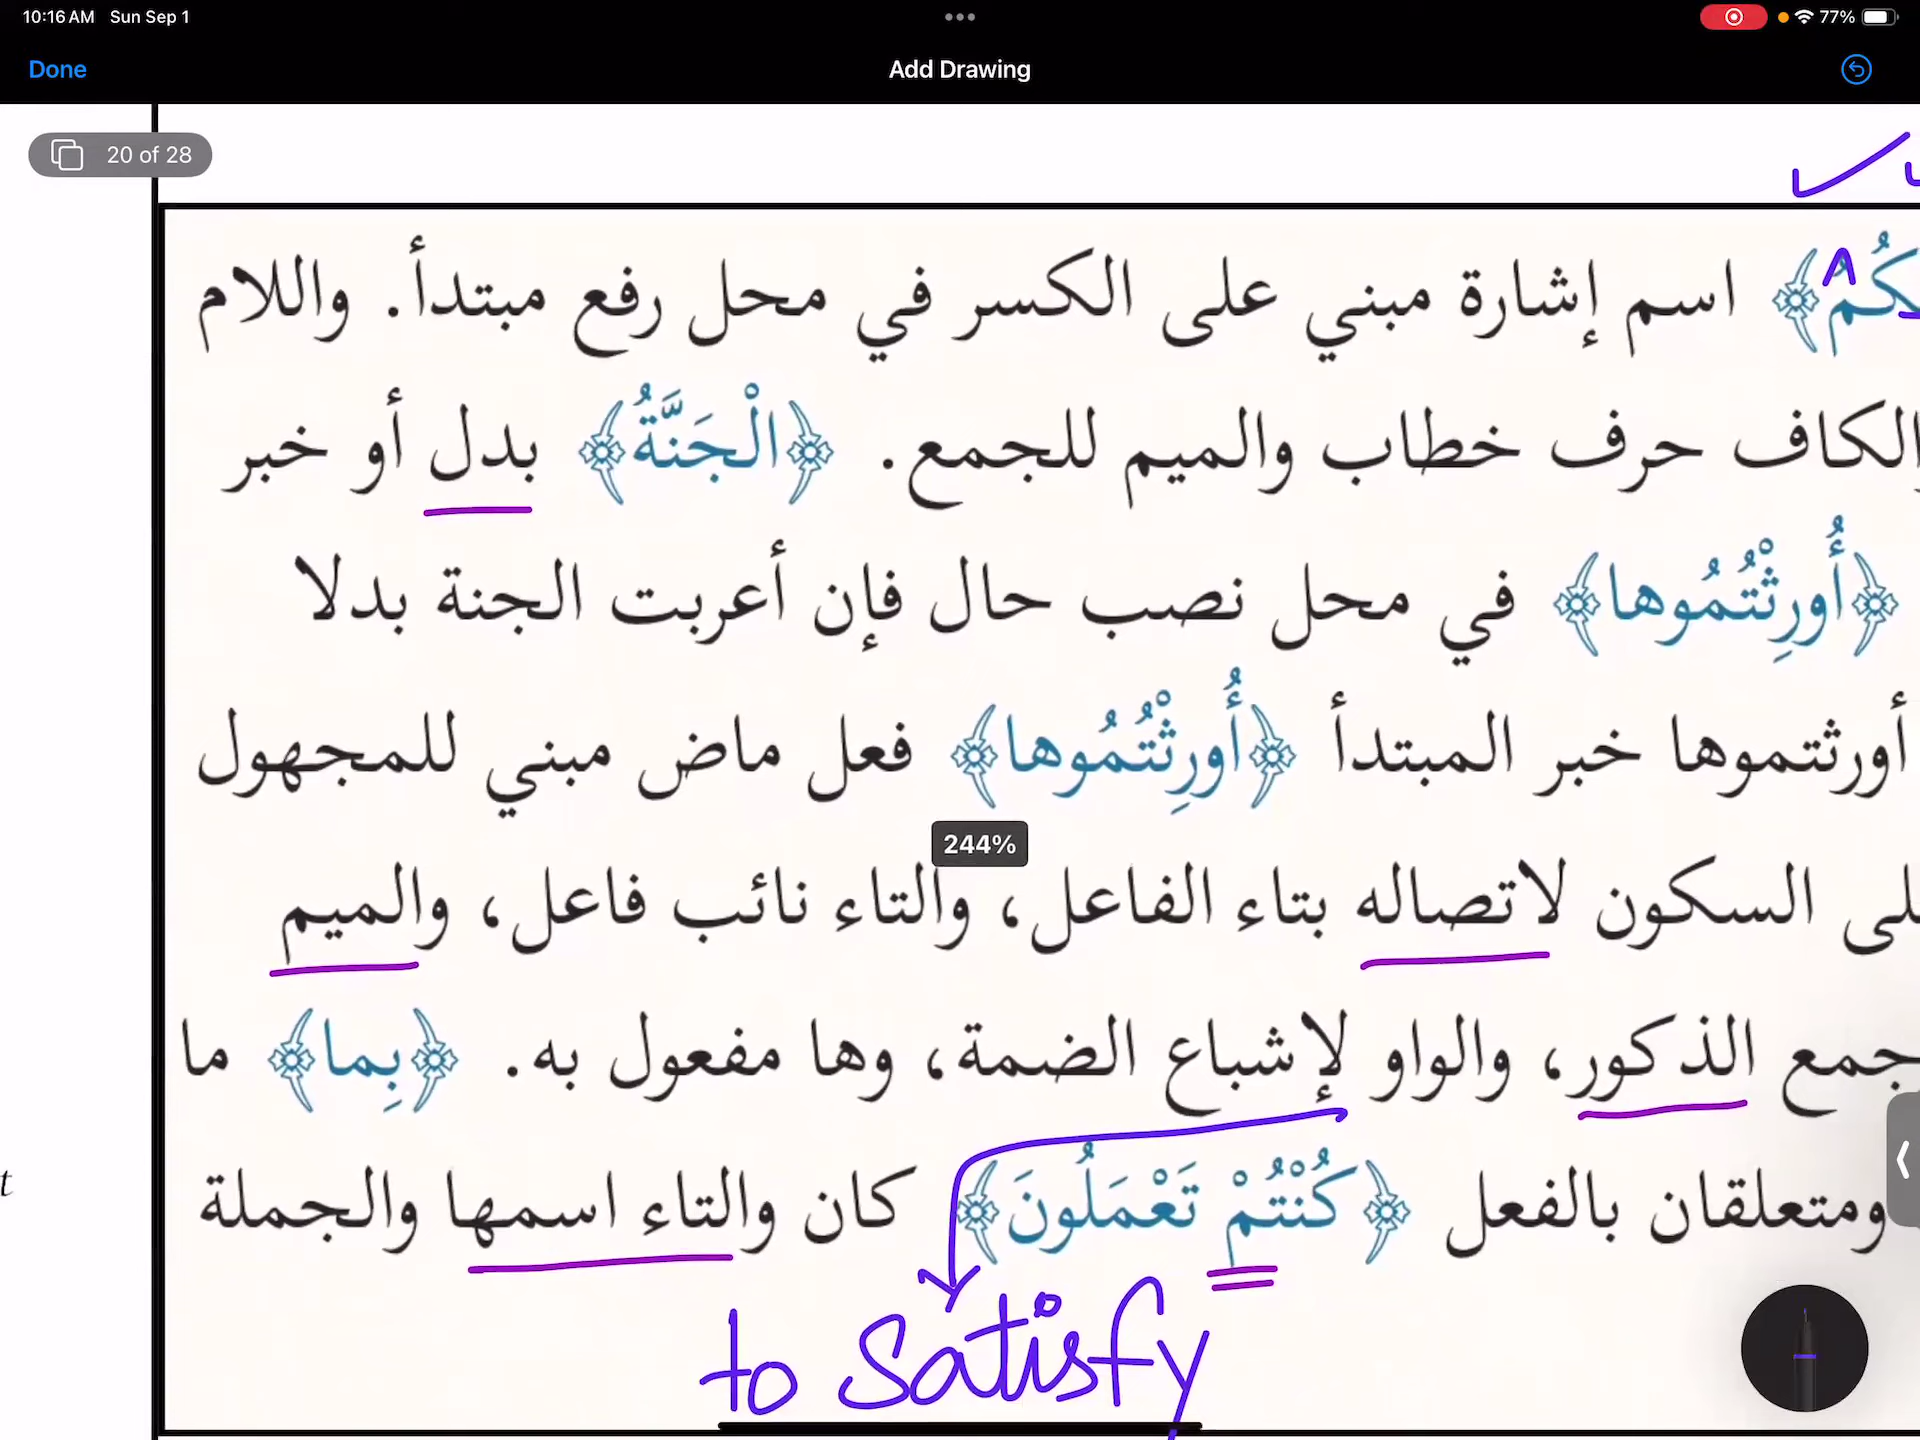 10:16 AM Sun Sep 1
77%
Done
Add Drawing
20 of 28
كُمُ﴾ اسم إشارة مبني على الكسر في محل رفع مبتدأ. واللام
الكاف حرف خطاب والميم للجمع. ﴿الْجَنَّةُ﴾ بدل أو خبر
﴿أُورِثْتُمُوها﴾ في محل نصب حال فإن أعربت الجنة بدلا
أورثتموها خبر المبتدأ ﴿أُورِثْتُمُوها﴾ فعل ماض مبني للمجهول
لى السكون لاتصاله بتاء الفاعل، والتاء نائب فاعل، والميم
244%
جمع الذكور، والواو لإشباع الضمة، وها مفعول به. ﴿بِما﴾ ما
ومتعلقان بالفعل ﴿كُنْتُمْ تَعْمَلُونَ﴾ كان والتاء اسمها والجملة
t
to satisfy